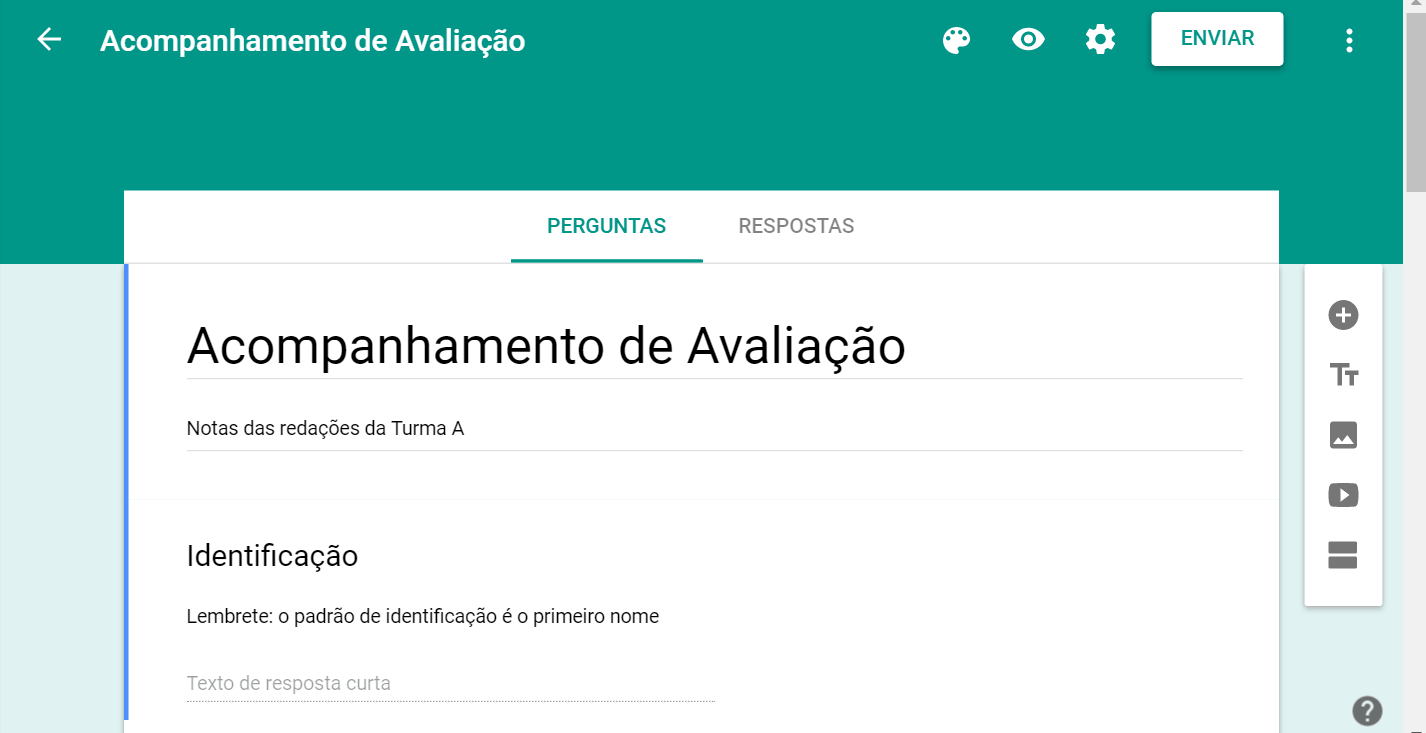 Acompanhamento de Avaliação
ENVIAR
PERGUNTAS RESPOSTAS
Acompanhamento de Avaliação
Notas das redações da Turma A
Identificação
Lembrete: o padrão de identificação é o primeiro nome
Texto de resposta curta